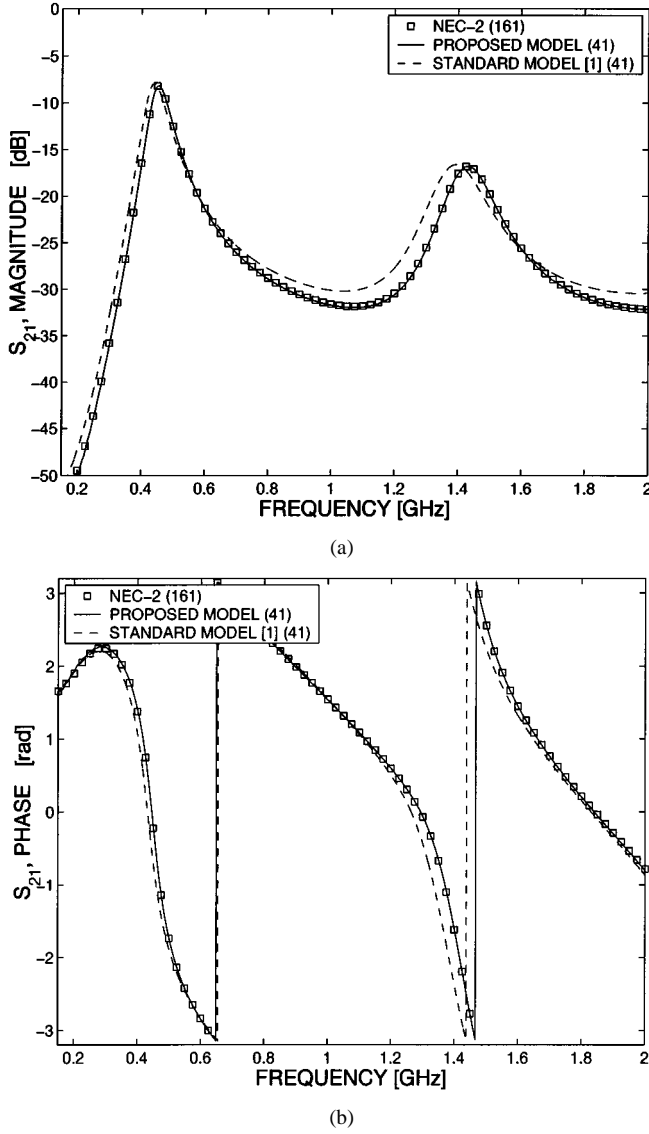 0
-5
-10
-15
-20
-25
-30
-35
-40
-45
-50
S21, MAGNITUDE [dB]
NEC-2 (161)
PROPOSED MODEL (41)
STANDARD MODEL [1] (41)
0.2 0.4 0.6 0.8 1 1.2 1.4 1.6 1.8 2
FREQUENCY [GHz]
(a)
3
2
1
0
-1
-2
-3
S21, PHASE [rad]
NEC-2 (161)
PROPOSED MODEL (41)
STANDARD MODEL [1] (41)
0.2 0.4 0.6 0.8 1 1.2 1.4 1.6 1.8 2
FREQUENCY [GHz]
(b)